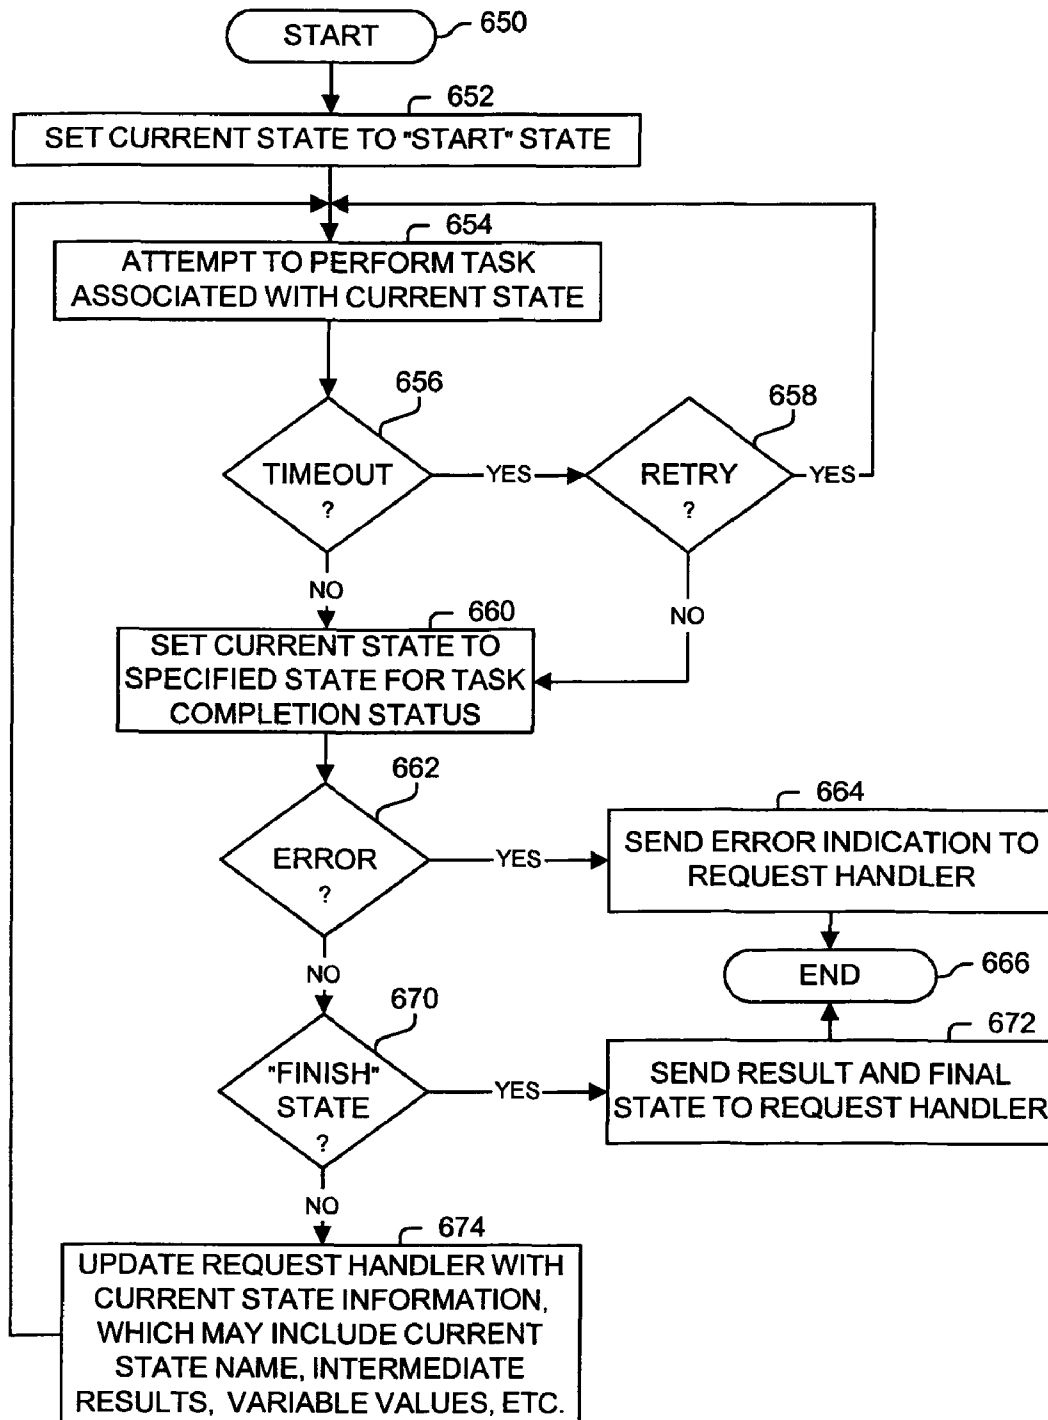 START
650
652
SET CURRENT STATE TO "START" STATE
654
ATTEMPT TO PERFORM TASK
ASSOCIATED WITH CURRENT STATE
656
TIMEOUT
?
YES
658
RETRY
?
YES
NO
NO
660
SET CURRENT STATE TO
SPECIFIED STATE FOR TASK
COMPLETION STATUS
662
ERROR
?
YES
664
SEND ERROR INDICATION TO
REQUEST HANDLER
NO
END
666
670
"FINISH"
STATE
?
YES
672
SEND RESULT AND FINAL
STATE TO REQUEST HANDLER
NO
674
UPDATE REQUEST HANDLER WITH
CURRENT STATE INFORMATION,
WHICH MAY INCLUDE CURRENT
STATE NAME, INTERMEDIATE
RESULTS, VARIABLE VALUES, ETC.